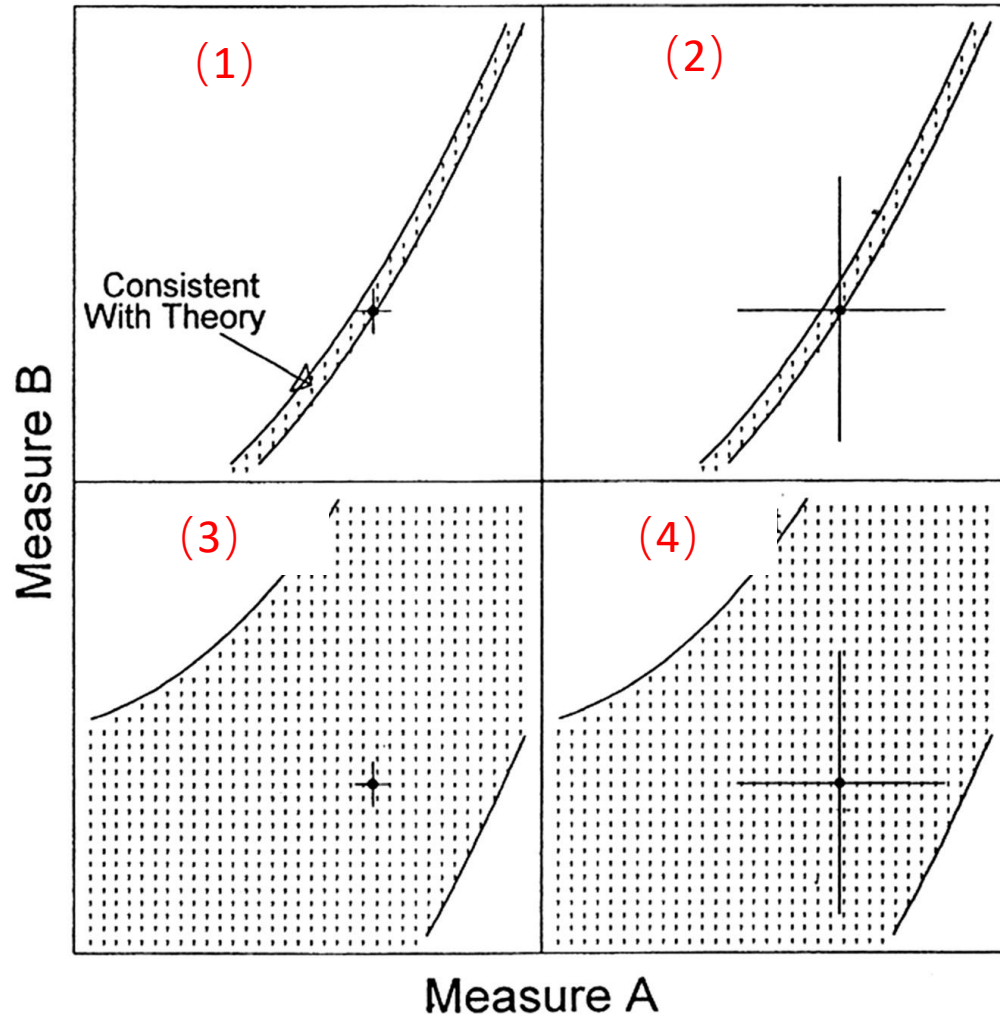 (1)
(2)
Consistent
With Theory
(3)
(4)
Measure B
Measure A